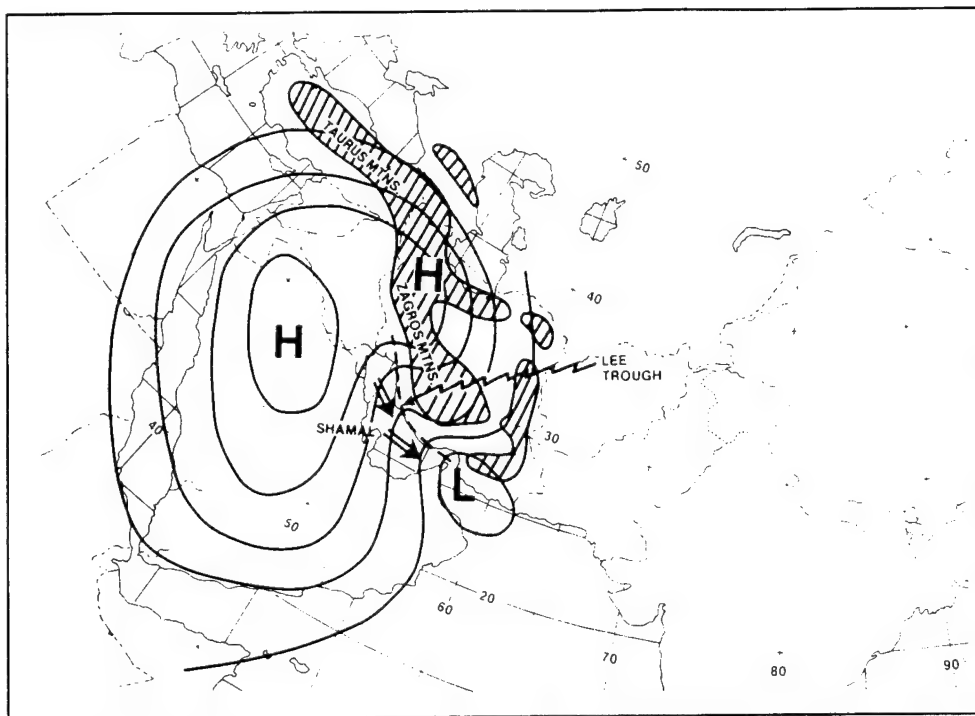 TAURUS MTNS.
50
H
40
ZAGROS MTNS.
H
LEE
TROUGH
40
SHAMAL
30
L
50
20
60
70
80
90